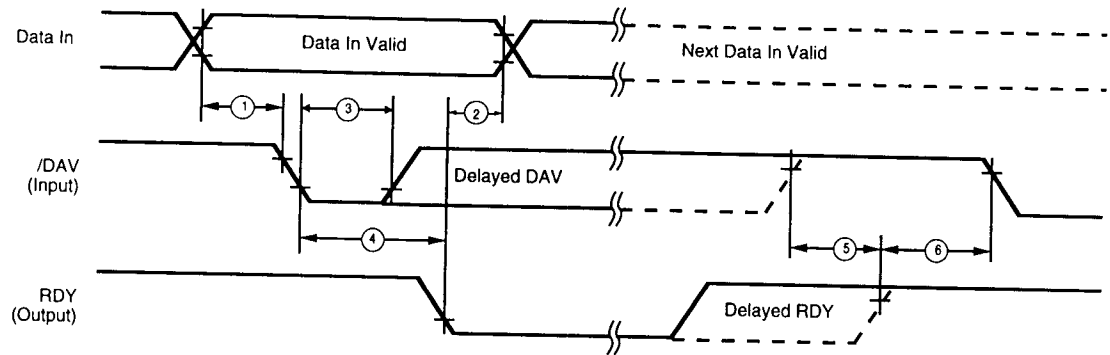 Data In
Data In Valid
Next Data In Valid
1
3
2
/DAV
(Input)
Delayed DAV
4
5
6
RDY
(Output)
Delayed RDY